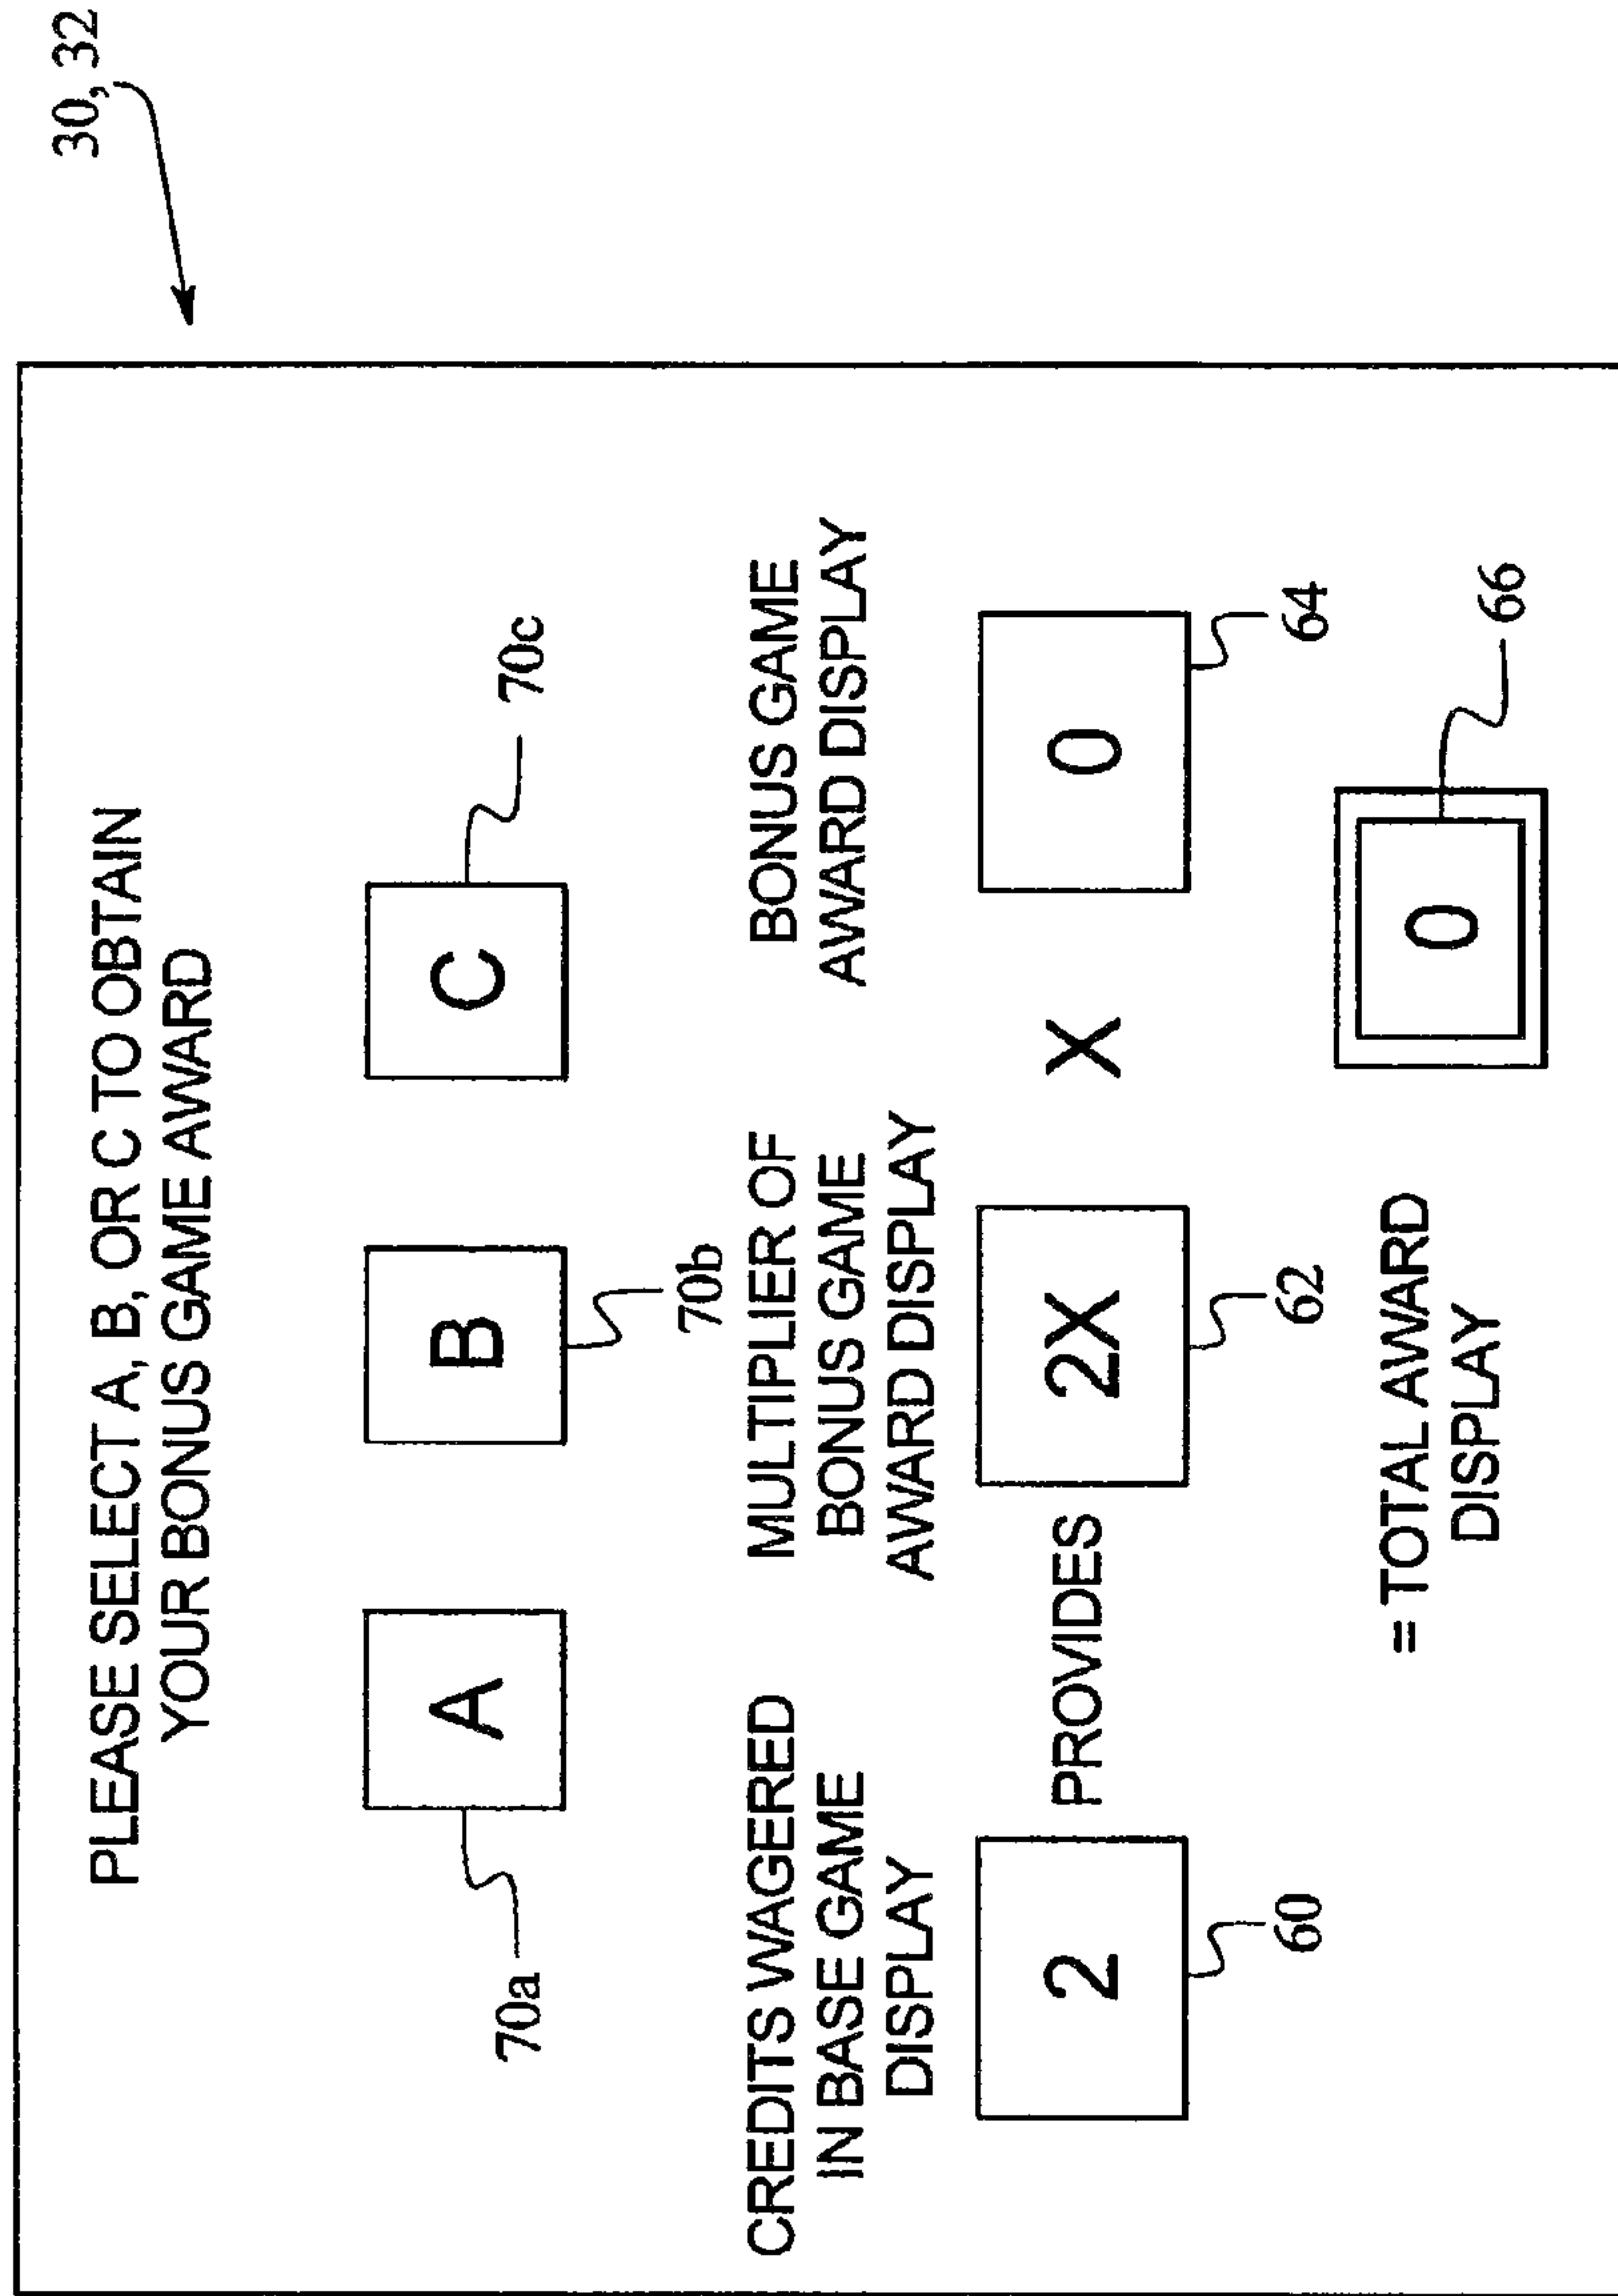 30, 32
PLEASE SELECT A, B, OR C TO OBTAIN
YOUR BONUS GAME AWARD
A
B
C
70a
70b
70c
CREDITS WAGERED
IN BASE GAME
DISPLAY
MULTIPLIER OF
BONUS GAME
AWARD DISPLAY
BONUS GAME
AWARD DISPLAY
2 PROVIDES 2X X 0
60
62
64
= TOTAL AWARD
DISPLAY
0
66